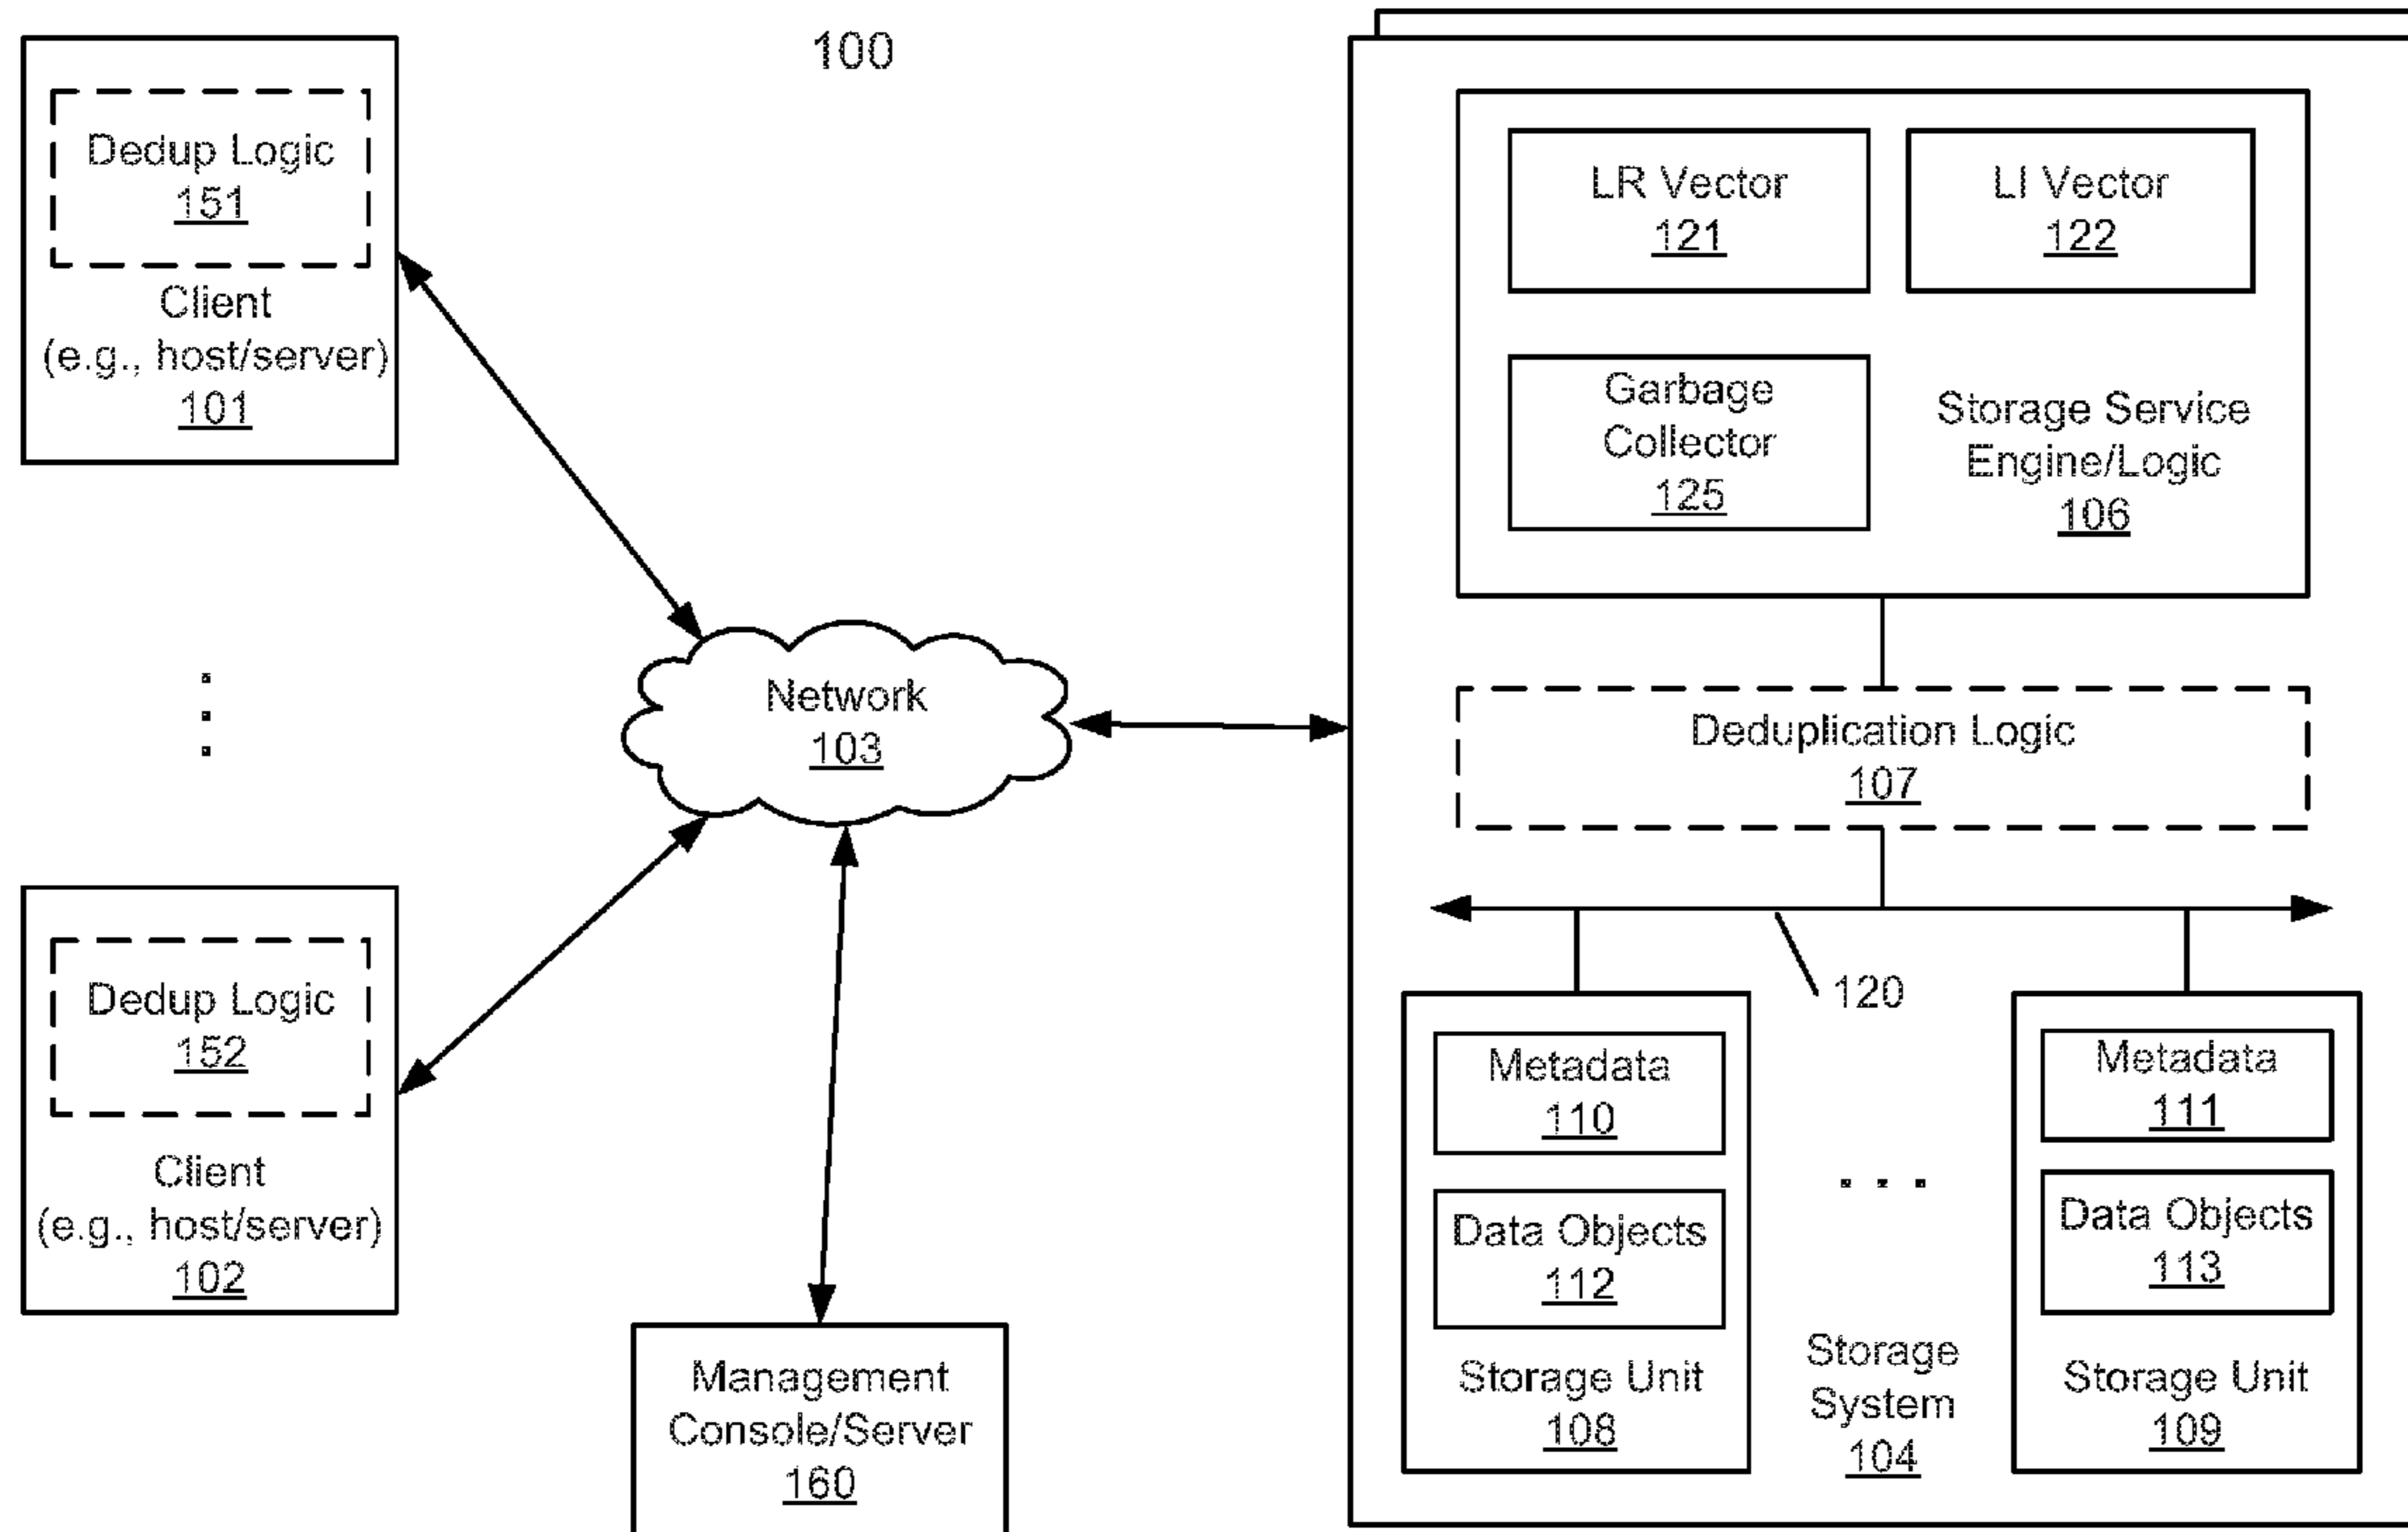 100
Dedup Logic
151
Client
(e.g., host/server)
101
Dedup Logic
152
Client
(e.g., host/server)
102
Network
103
Management
Console/Server
160
LR Vector
121
LI Vector
122
Garbage
Collector
125
Storage Service
Engine/Logic
106
Deduplication Logic
107
120
Metadata
110
Data Objects
112
Storage Unit
108
. . .
Storage
System
104
Metadata
111
Data Objects
113
Storage Unit
109